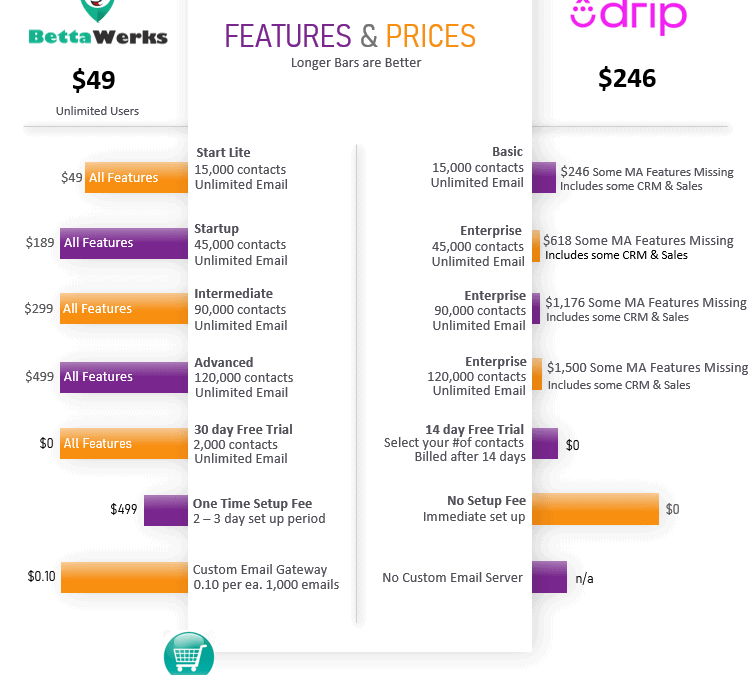 BettaWerks
$49
Unlimited Users
FEATURES & PRICES
Longer Bars are Better
drip
$246
$49
All Features
Start Lite
15,000 contacts
Unlimited Email
Basic
15,000 contacts
Unlimited Email
$246 Some MA Features Missing
Includes some CRM & Sales
$189
All Features
Startup
45,000 contacts
Unlimited Email
Enterprise
45,000 contacts
Unlimited Email
$618 Some MA Features Missing
Includes some CRM & Sales
$299
All Features
Intermediate
90,000 contacts
Unlimited Email
Enterprise
90,000 contacts
Unlimited Email
$1,176 Some MA Features Missing
Includes some CRM & Sales
$499
All Features
Advanced
120,000 contacts
Unlimited Email
Enterprise
120,000 contacts
Unlimited Email
$1,500 Some MA Features Missing
Includes some CRM & Sales
$0
All Features
30 day Free Trial
2,000 contacts
Unlimited Email
14 day Free Trial
Select your #of contacts
Billed after 14 days
$0
$499
One Time Setup Fee
2 – 3 day set up period
No Setup Fee
Immediate set up
$0
$0.10
Custom Email Gateway
0.10 per ea. 1,000 emails
No Custom Email Server
n/a